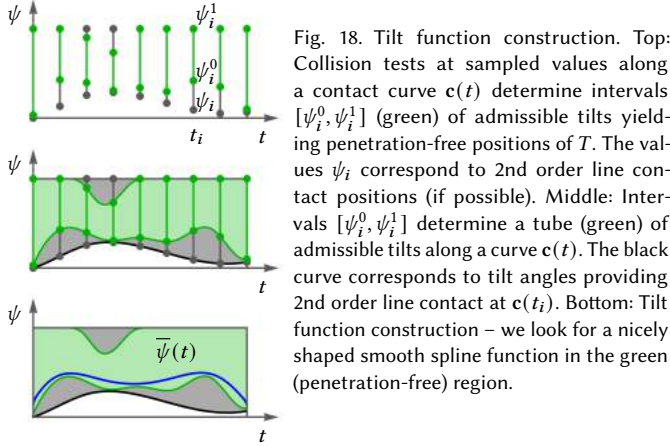 ψ
ψ_i^1
ψ_i^0
ψ_i
t_i
t
ψ
t
ψ
ψ̅(t)
t
Fig. 18. Tilt function construction. Top:
Collision tests at sampled values along
a contact curve c(t) determine intervals
[ψ_i^0, ψ_i^1] (green) of admissible tilts yield-
ing penetration-free positions of T. The val-
ues ψ_i correspond to 2nd order line con-
tact positions (if possible). Middle: Inter-
vals [ψ_i^0, ψ_i^1] determine a tube (green) of
admissible tilts along a curve c(t). The black
curve corresponds to tilt angles providing
2nd order line contact at c(t_i). Bottom: Tilt
function construction – we look for a nicely
shaped smooth spline function in the green
(penetration-free) region.